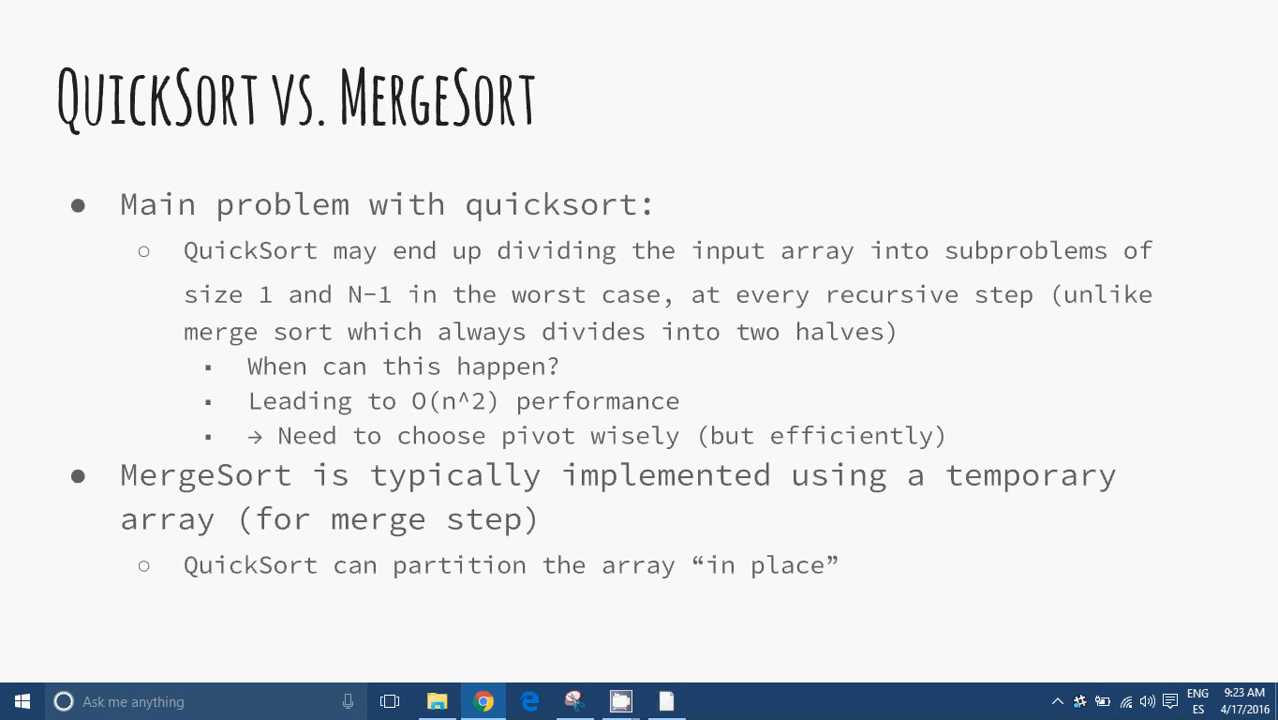 QuickSort vs. MergeSort
● Main problem with quicksort:
○ QuickSort may end up dividing the input array into subproblems of
size 1 and N-1 in the worst case, at every recursive step (unlike
merge sort which always divides into two halves)
▪ When can this happen?
▪ Leading to O(n^2) performance
▪ → Need to choose pivot wisely (but efficiently)
● MergeSort is typically implemented using a temporary
array (for merge step)
○ QuickSort can partition the array “in place”
Ask me anything
ENG
ES
9:23 AM
4/17/2016